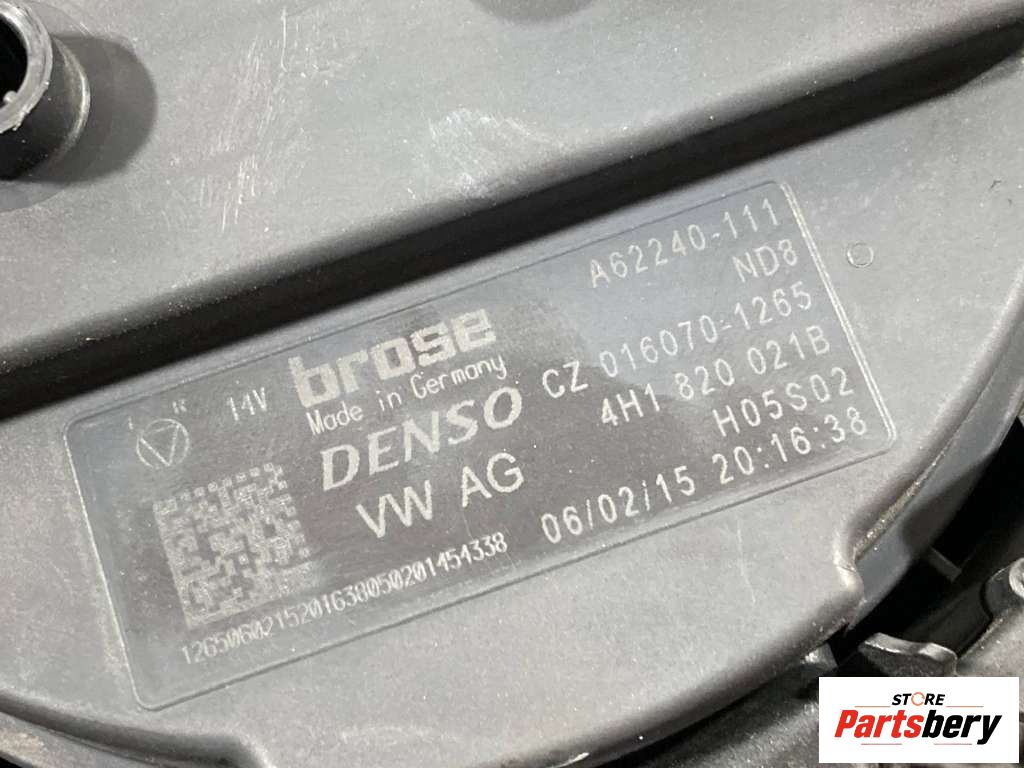 A62240-111
ND8
14V brose
Made in Germany
DENSO CZ 016070-1265
4H1 820 021B
VW AG H05S02
06/02/15 20:16:38
1265060215201638050201454338
STORE
Partsbery